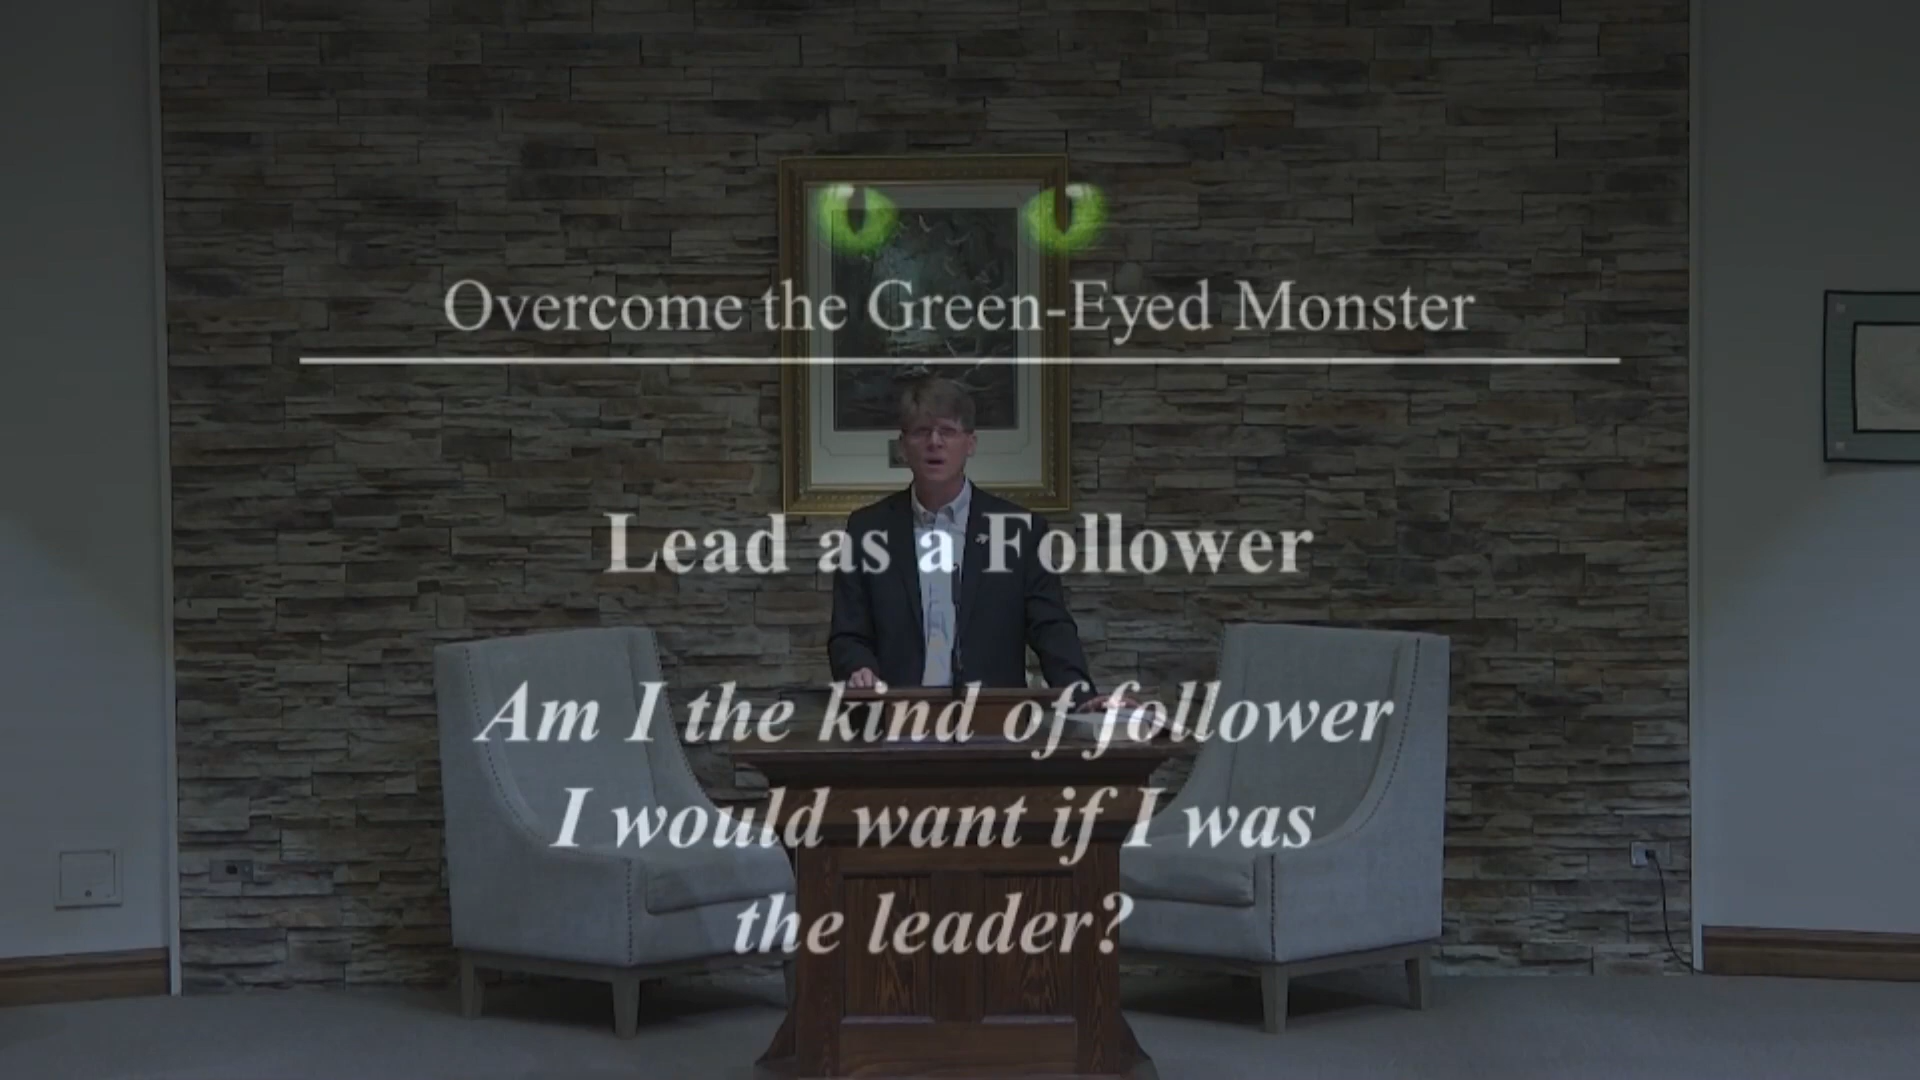 Overcome the Green-Eyed Monster
Lead as a Follower
Am I the kind of follower
I would want if I was
the leader?